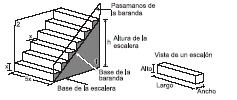 Pasamanos de
la baranda
z
Altura de la
escalera
h
x
5x
t
Base de
la baranda
Base de la escalera
Vista de un escalón
Alto
Largo
Ancho